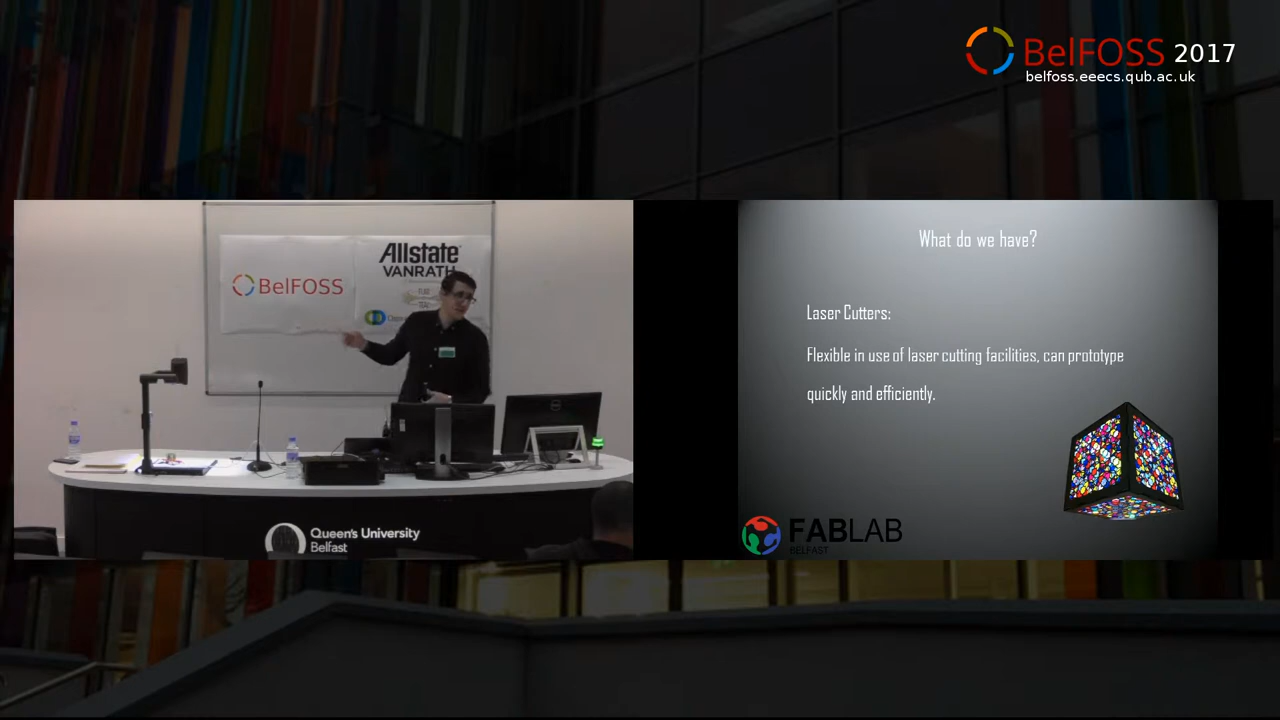 BelFOSS 2017
belfoss.eeecs.qub.ac.uk
Allstate
VANRATH
BelFOSS
Queen's University
Belfast
What do we have?
Laser Cutters:
Flexible in use of laser cutting facilities, can prototype
quickly and efficiently.
FABLAB
BELFAST